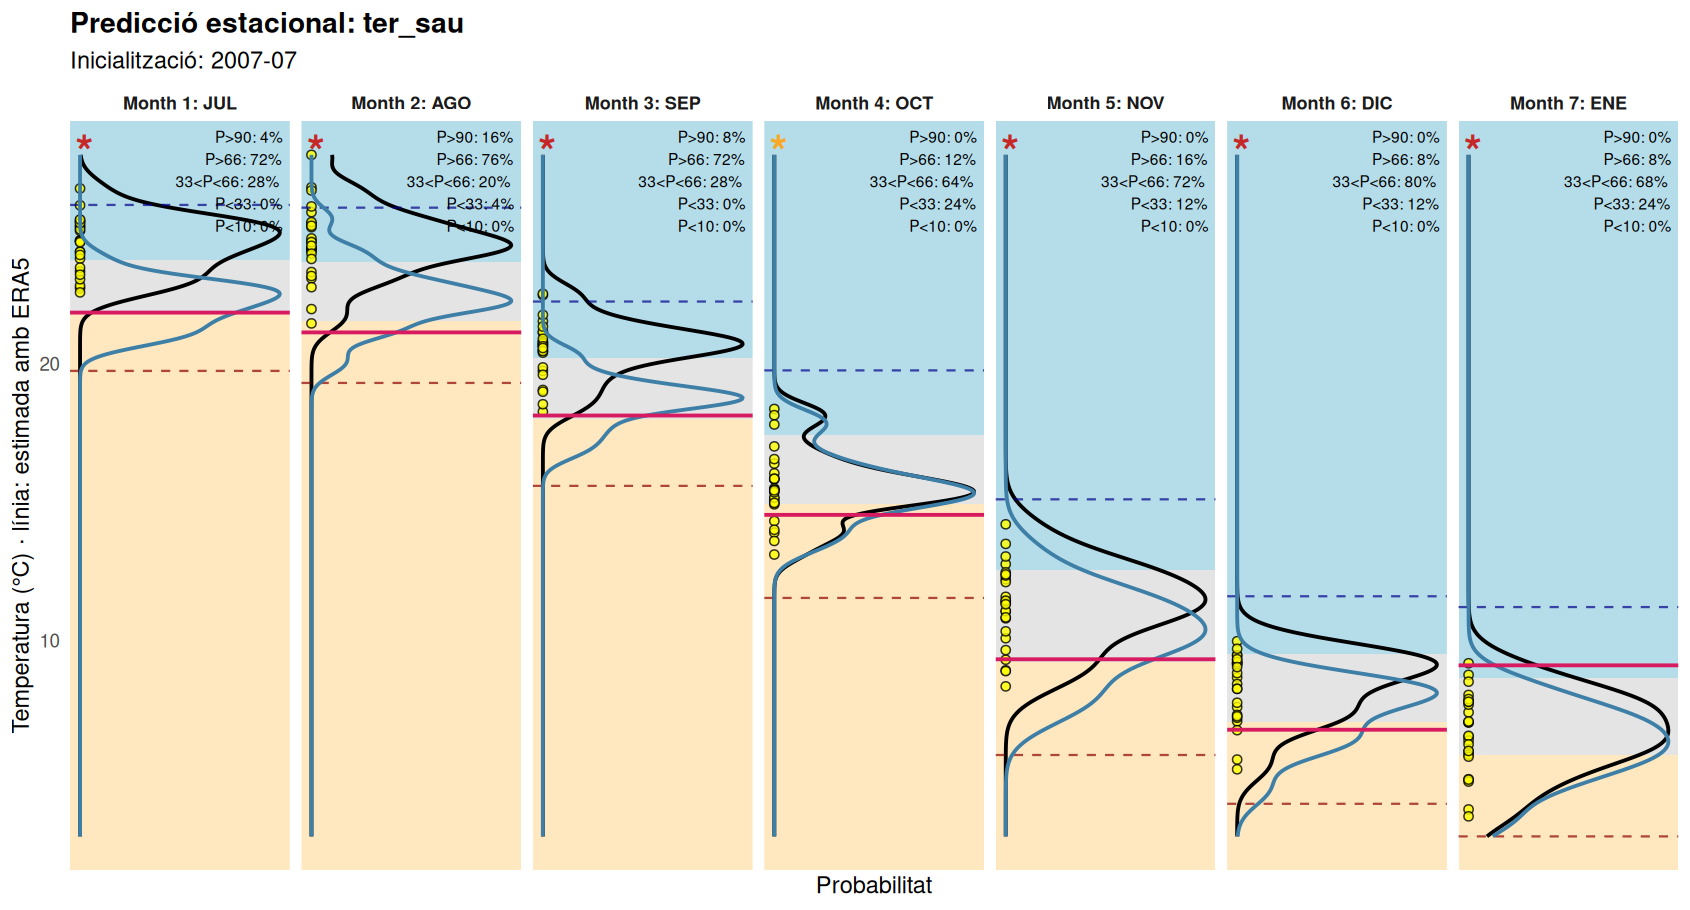 Predicció estacional: ter_sau
Inicialització: 2007-07
Month 1: JUL
P>90: 4%
P>66: 72%
33<P<66: 28%
P<33: 0%
P<10: 0%
Month 2: AGO
P>90: 16%
P>66: 76%
33<P<66: 20%
P<33: 4%
P<10: 0%
Month 3: SEP
P>90: 8%
P>66: 72%
33<P<66: 28%
P<33: 0%
P<10: 0%
Month 4: OCT
P>90: 0%
P>66: 12%
33<P<66: 64%
P<33: 24%
P<10: 0%
Month 5: NOV
P>90: 0%
P>66: 16%
33<P<66: 72%
P<33: 12%
P<10: 0%
Month 6: DIC
P>90: 0%
P>66: 8%
33<P<66: 80%
P<33: 12%
P<10: 0%
Month 7: ENE
P>90: 0%
P>66: 8%
33<P<66: 68%
P<33: 24%
P<10: 0%
Temperatura (°C) · línia: estimada amb ERA5
20
10
Probabilitat